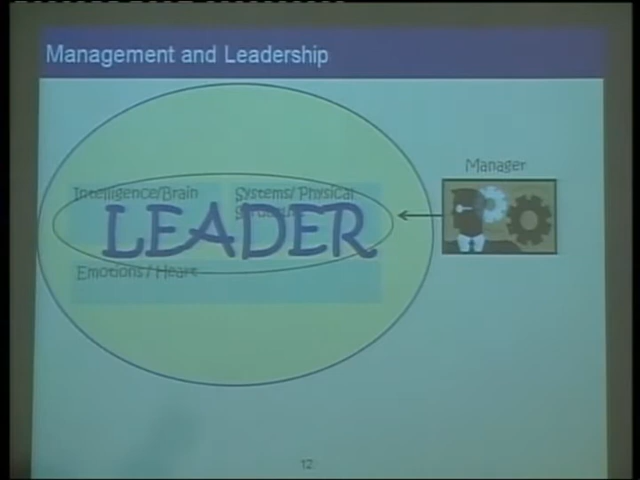 Management and Leadership
Manager
Intelligence/Brain
Systems/ Physical
LEADER
Emotions / Heart
12